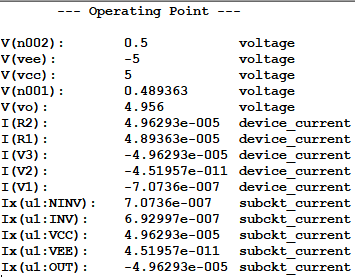 --- Operating Point ---
V(n002): 0.5 voltage
V(vee): -5 voltage
V(vcc): 5 voltage
V(n001): 0.489363 voltage
V(vo): 4.956 voltage
I(R2): 4.96293e-005 device_current
I(R1): 4.89363e-005 device_current
I(V3): -4.96293e-005 device_current
I(V2): -4.51957e-011 device_current
I(V1): -7.0736e-007 device_current
Ix(u1:NINV): 7.0736e-007 subckt_current
Ix(u1:INV): 6.92997e-007 subckt_current
Ix(u1:VCC): 4.96293e-005 subckt_current
Ix(u1:VEE): 4.51957e-011 subckt_current
Ix(u1:OUT): -4.96293e-005 subckt_current